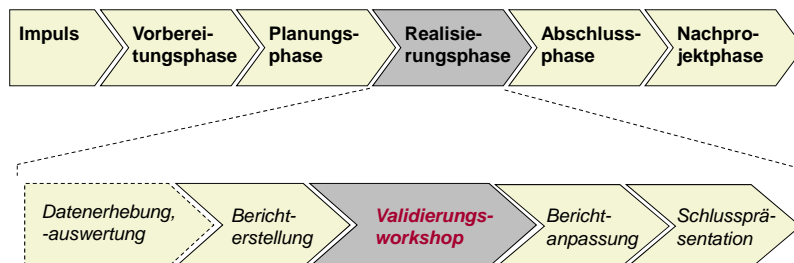 Impuls
Vorberei-
tungsphase
Planungs-
phase
Realisie-
rungsphase
Abschluss-
phase
Nachpro-
jektphase
Datenerhebung,
-auswertung
Bericht-
erstellung
Validierungs-
workshop
Bericht-
anpassung
Schlussprä-
sentation